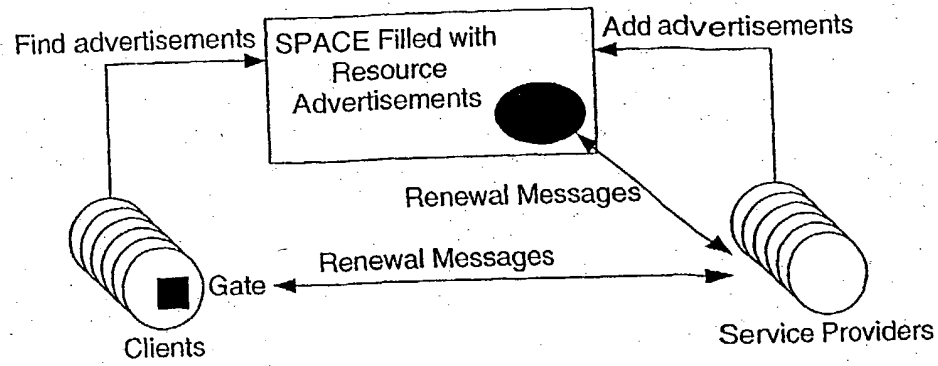 Find advertisements
SPACE Filled with
Resource
Advertisements
Add advertisements
Renewal Messages
Renewal Messages
Gate
Clients
Service Providers